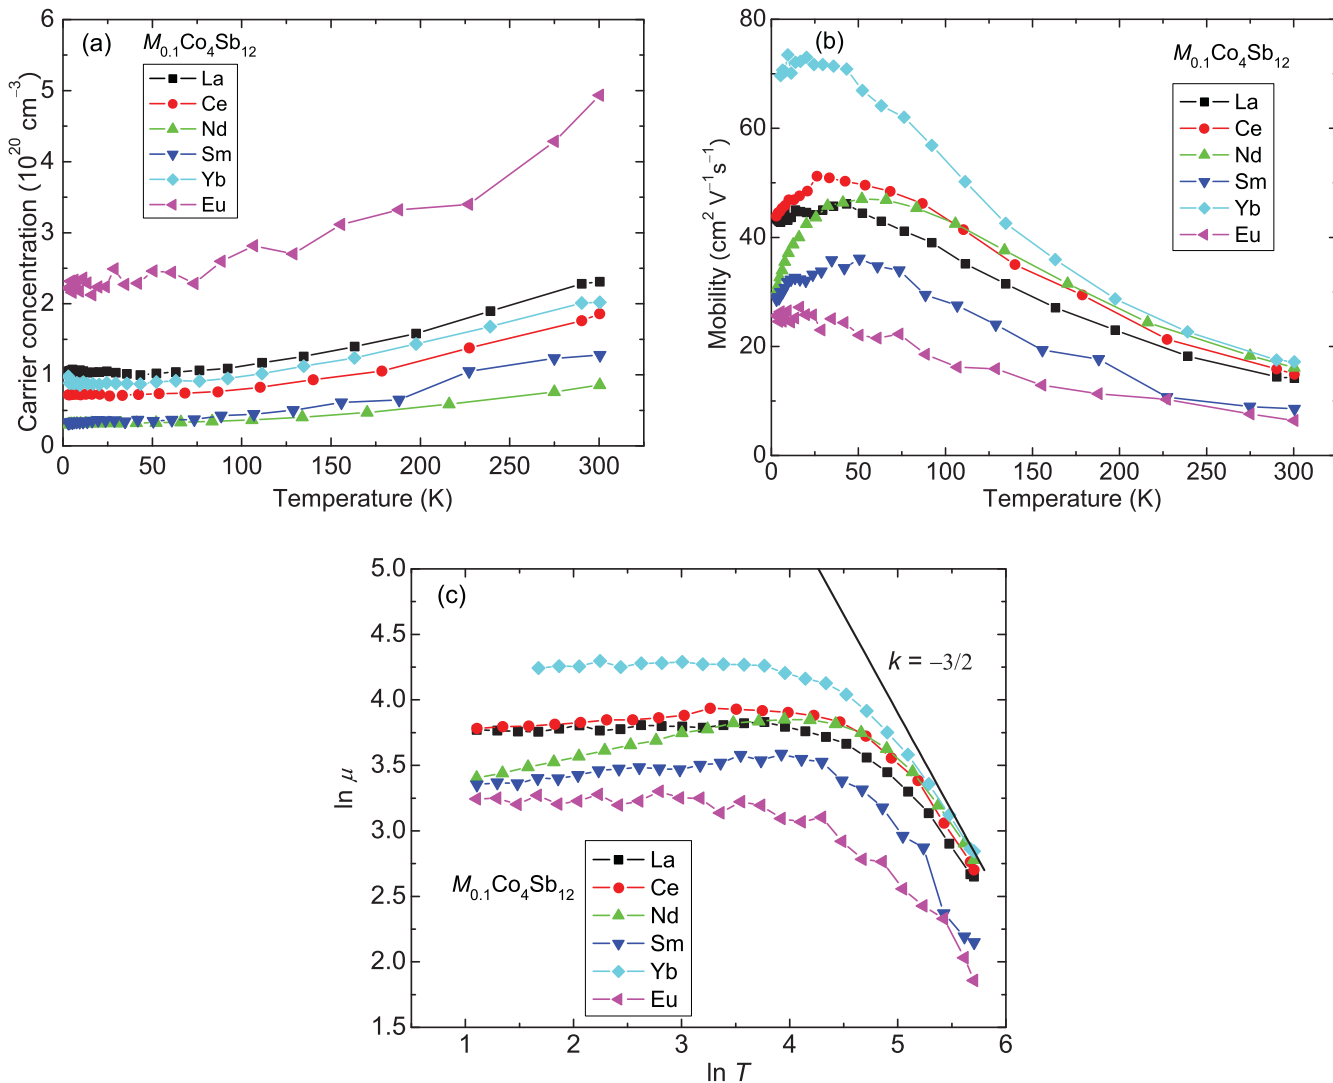 (a)
M0.1Co4Sb12
La
Ce
Nd
Sm
Yb
Eu
6
5
4
3
2
1
0
Carrier concentration (10^20 cm^−3)
0 50 100 150 200 250 300
Temperature (K)
(b)
M0.1Co4Sb12
La
Ce
Nd
Sm
Yb
Eu
80
60
40
20
0
Mobility (cm^2 V^−1s^−1)
0 50 100 150 200 250 300
Temperature (K)
(c)
k = −3/2
M0.1Co4Sb12
La
Ce
Nd
Sm
Yb
Eu
5.0
4.5
4.0
3.5
3.0
2.5
2.0
1.5
ln μ
1 2 3 4 5 6
ln T